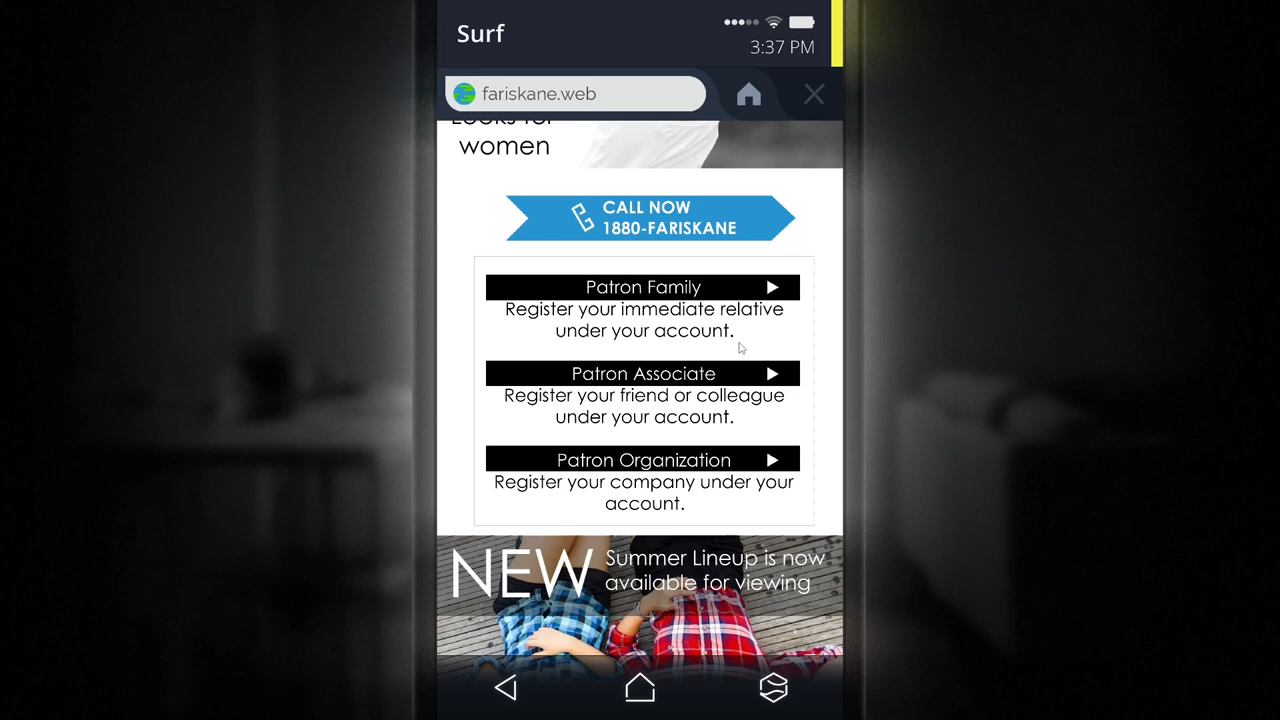 Surf
3:37 PM
fariskane.web
Looks for
women
CALL NOW
1880-FARISKANE
Patron Family
Register your immediate relative
under your account.
Patron Associate
Register your friend or colleague
under your account.
Patron Organization
Register your company under your
account.
NEW
Summer Lineup is now
available for viewing